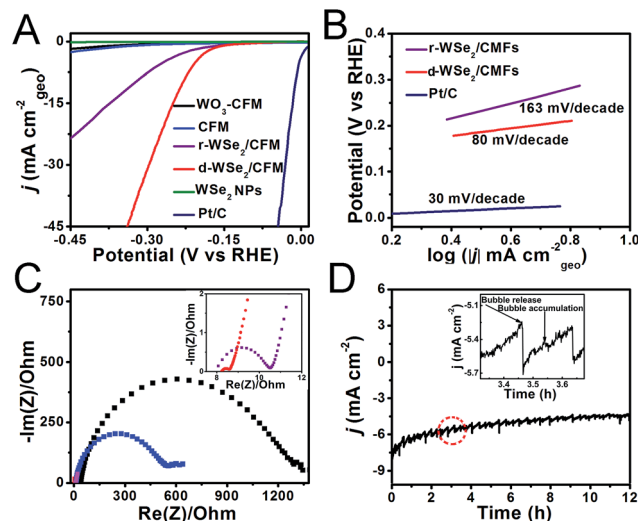 A
0
-15
-30
-45
j (mA cm⁻²geo)
WO₃-CFM
CFM
r-WSe₂/CFM
d-WSe₂/CFM
WSe₂ NPs
Pt/C
-0.45
-0.30
-0.15
0.00
Potential (V vs RHE)
B
0.4
0.3
0.2
0.1
0.0
Potential (V vs RHE)
r-WSe₂/CMFs
d-WSe₂/CMFs
Pt/C
163 mV/decade
80 mV/decade
30 mV/decade
0.2
0.4
0.6
0.8
1.0
log (|j| mA cm⁻²geo)
C
750
500
250
0
-Im(Z)/Ohm
2
1
0
-Im(Z)/Ohm
8
10
12
Re(Z)/Ohm
0
300
600
900
1200
Re(Z)/Ohm
D
0
-3
-6
-9
j (mA cm⁻²)
Bubble release
Bubble accumulation
-5.1
-5.4
-5.7
j (mA cm⁻²)
3.4
3.5
3.6
Time (h)
0
2
4
6
8
10
12
Time (h)